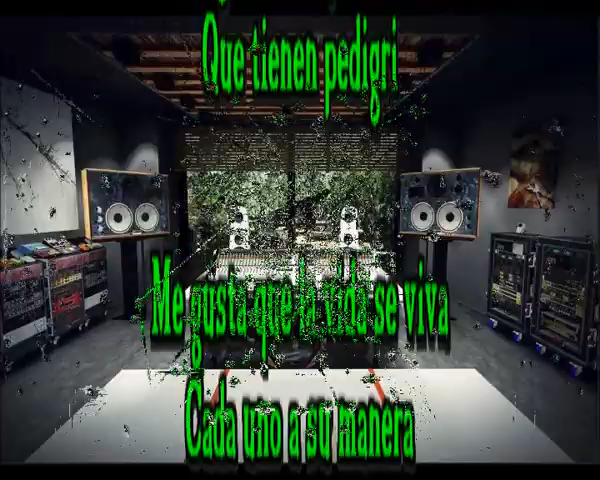 Que tienen pedigri
Me gusta que la vida se viva
Cada uno a su manera